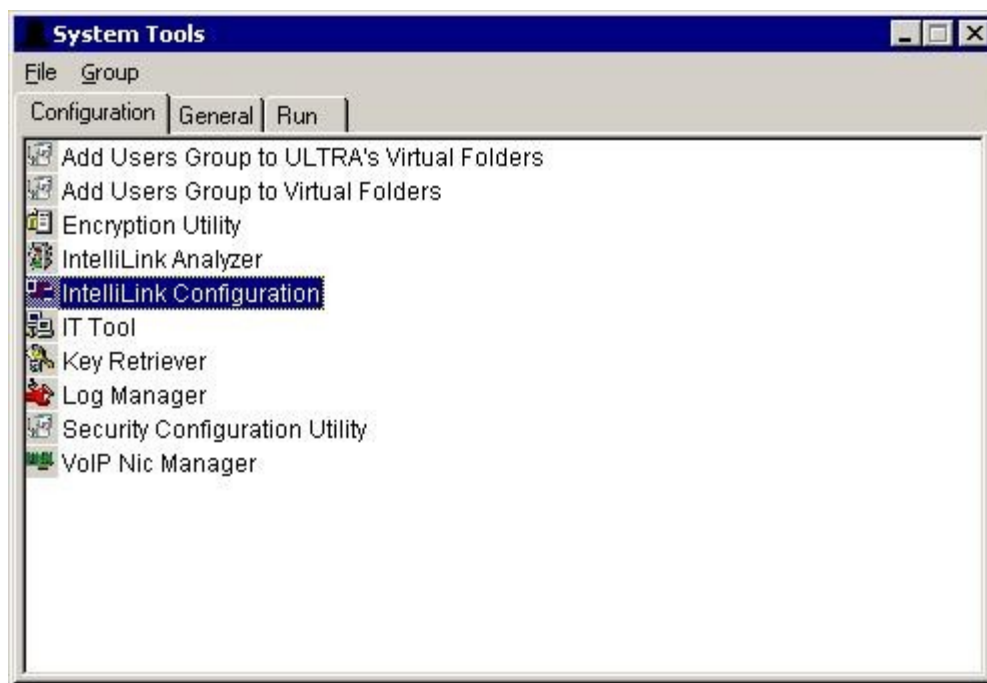 System Tools
File Group
Configuration General Run
Add Users Group to ULTRA's Virtual Folders
Add Users Group to Virtual Folders
Encryption Utility
IntelliLink Analyzer
IntelliLink Configuration
IT Tool
Key Retriever
Log Manager
Security Configuration Utility
VoIP Nic Manager